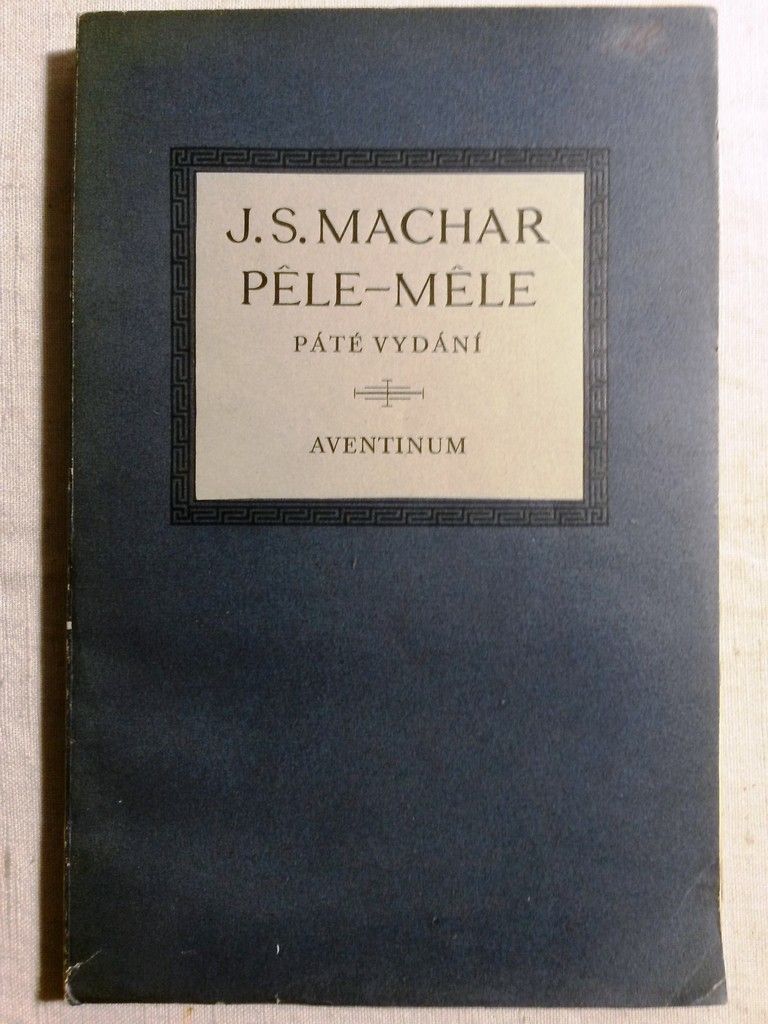 J. S. MACHAR
PÊLE–MÊLE
PÁTÉ VYDÁNÍ
AVENTINUM